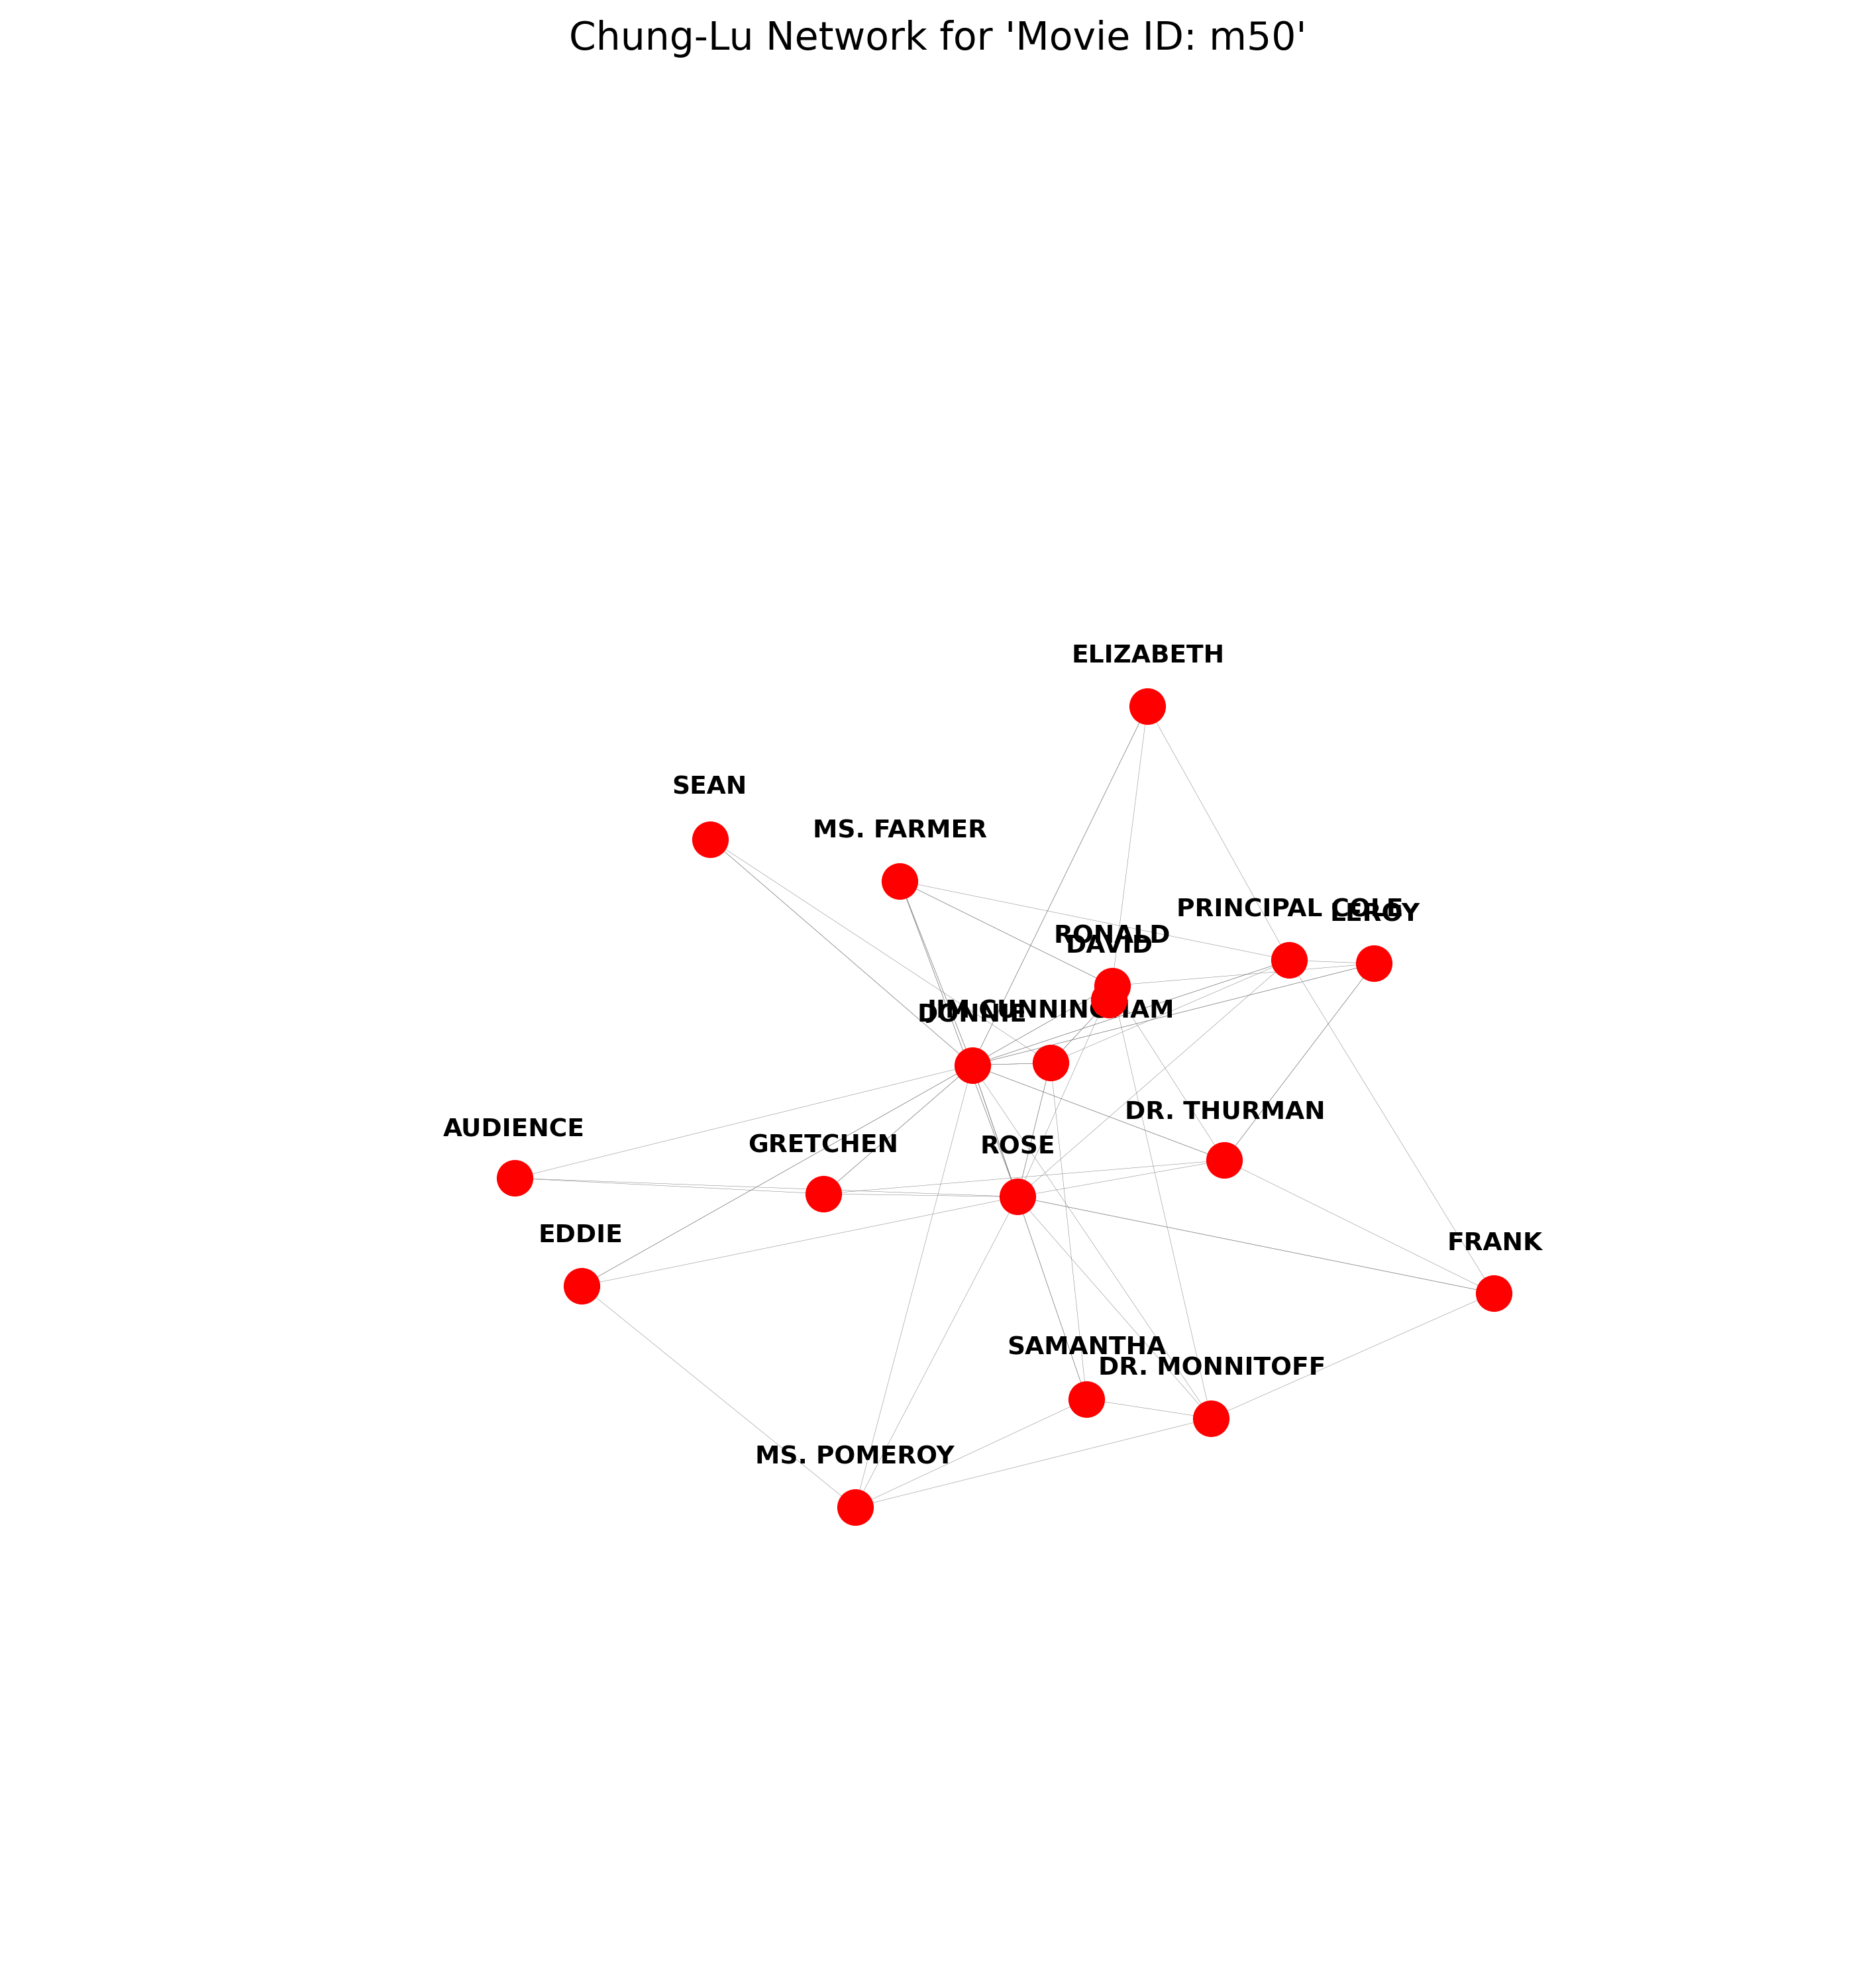 Chung-Lu Network for 'Movie ID: m50'
ELIZABETH
SEAN
MS. FARMER
PRINCIPAL COLE
LEROY
RONALD
DAVID
DONNIE
JIM CUNNINGHAM
DR. THURMAN
AUDIENCE
GRETCHEN
ROSE
EDDIE
FRANK
SAMANTHA
DR. MONNITOFF
MS. POMEROY